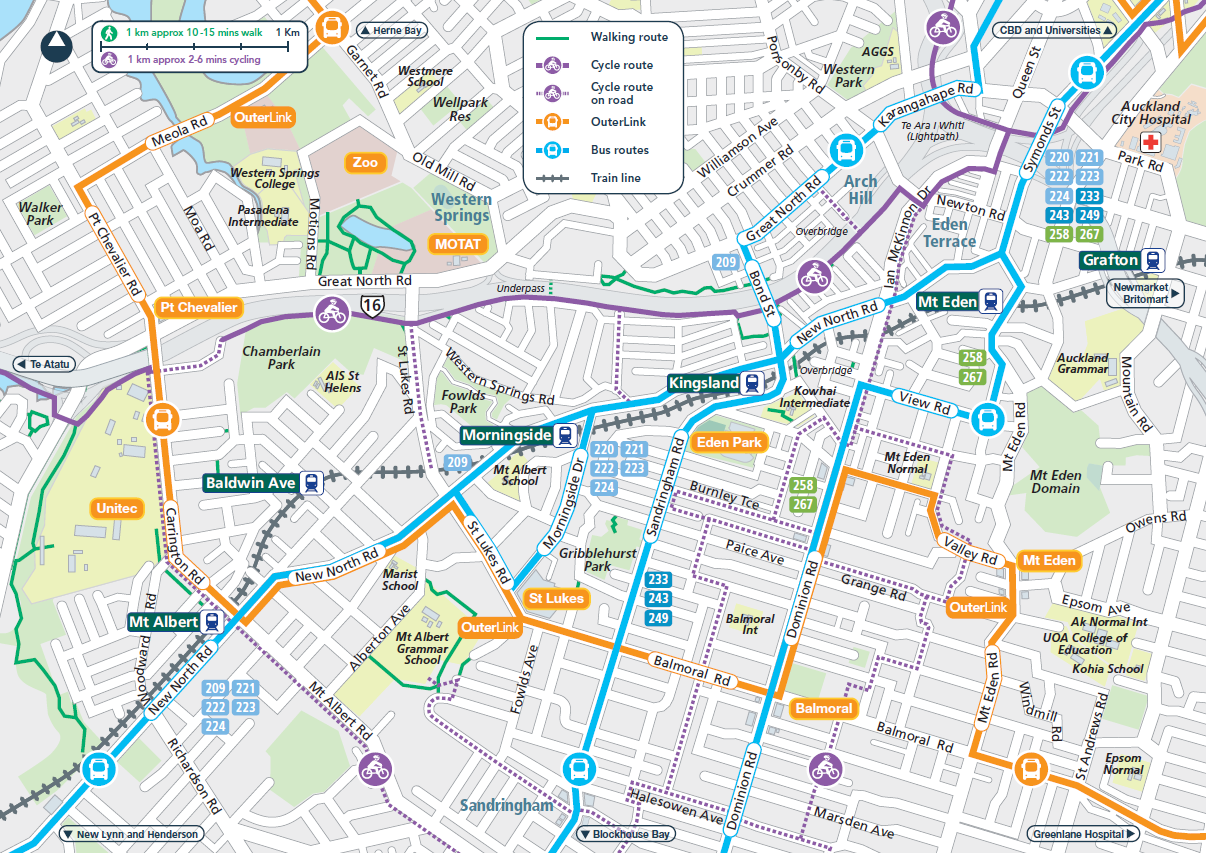 1 km approx 10 -15 mins walk 1 Km
1 km approx 2-6 mins cycling
▲ Herne Bay
Garnet Rd
Westmere
School
Wellpark
Res
Walking route
Cycle route
Cycle route
on road
OuterLink
Bus routes
Train line
Ponsonby Rd
AGGS
Western
Park
CBD and Universities ▲
Queen St
Karangahape Rd
Te Ara I Whiti
(Lightpath)
Symonds St
Auckland
City Hospital
Park Rd
Meola Rd
OuterLink
Zoo
Old Mill Rd
Western Springs
College
Western
Springs
Williamson Ave
Crummer Rd
Great North Rd
Arch
Hill
220 221
222 223
224 233
243 249
258 267
Walker
Park
Pt Chevalier Rd
Moa Rd
Pasadena
Intermediate
Motions Rd
MOTAT
Overbridge
Ian McKinnon Dr
Newton Rd
Eden
Terrace
Grafton
Newmarket
Britomart
Great North Rd
Underpass
209
Bond St
New North Rd
Mt Eden
Pt Chevalier
16
◀ Te Atatu
Chamberlain
Park
AIS St
Helens
St Lukes Rd
Western Springs Rd
Fowlds
Park
Kingsland
Overbridge
Kowhai
Intermediate
258
267
View Rd
Auckland
Grammar
Mountain Rd
Mt Eden Rd
Morningside
209
Mt Albert
School
220 221
222 223
224
Eden Park
Mt Eden
Normal
Mt Eden
Domain
Owens Rd
Baldwin Ave
Unitec
Carrington Rd
Morningside Dr
Sandringham Rd
Burnley Tce
258
267
Paice Ave
Grange Rd
Valley Rd
Mt Eden
New North Rd
St Lukes Rd
Gribblehurst
Park
Marist
School
St Lukes
233
243
249
Dominion Rd
OuterLink
Epsom Ave
Ak Normal Int
UOA College of
Education
Kohia School
Mt Albert
Woodward Rd
Alberton Ave
Mt Albert
Grammar
School
OuterLink
Balmoral
Int
New North Rd
209 221
222 223
224
Mt Albert Rd
Fowlds Ave
Balmoral Rd
Balmoral
Balmoral Rd
Mt Eden Rd
Windmill Rd
St Andrews Rd
Epsom
Normal
Richardson Rd
Sandringham
Halesowen Ave
Dominion Rd
Marsden Ave
▼ New Lynn and Henderson
▼ Blockhouse Bay
Greenlane Hospital ▶